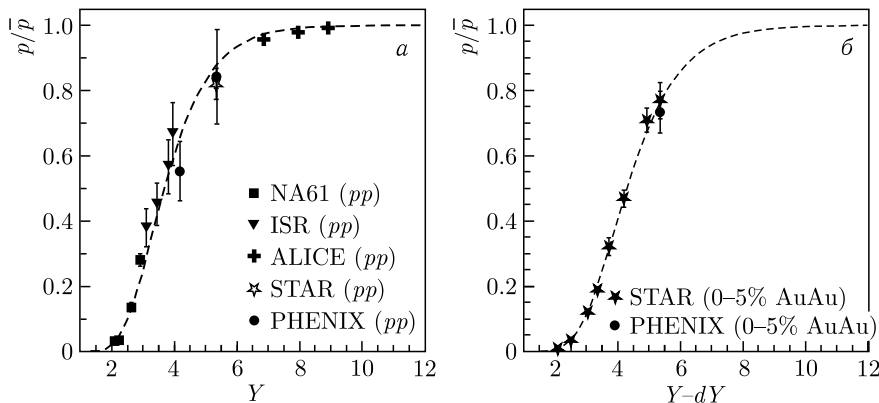 p/p̅
1.0
0.8
0.6
0.4
0.2
0
а
NA61 (pp)
ISR (pp)
ALICE (pp)
STAR (pp)
PHENIX (pp)
2 4 6 8 10 12
Y
p/p̅
1.0
0.8
0.6
0.4
0.2
0
б
STAR (0–5% AuAu)
PHENIX (0–5% AuAu)
2 4 6 8 10 12
Y–dY